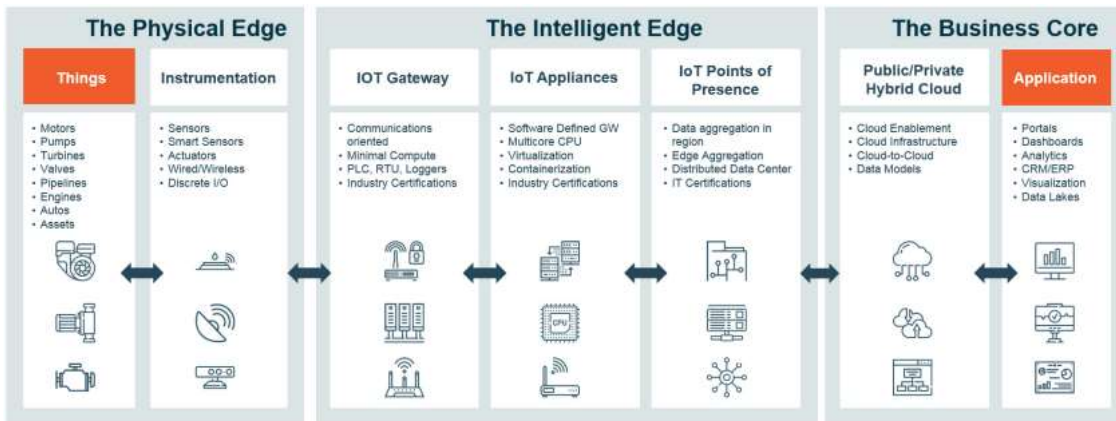 The Physical Edge
Things
• Motors
• Pumps
• Turbines
• Valves
• Pipelines
• Engines
• Autos
• Assets
Instrumentation
• Sensors
• Smart Sensors
• Actuators
• Wired/Wireless
• Discrete I/O
The Intelligent Edge
IOT Gateway
• Communications
oriented
• Minimal Compute
• PLC, RTU, Loggers
• Industry Certifications
IoT Appliances
• Software Defined GW
• Multicore CPU
• Virtualization
• Containerization
• Industry Certifications
CPU
IoT Points of
Presence
• Data aggregation in
region
• Edge Aggregation
• Distributed Data Center
• IT Certifications
The Business Core
Public/Private
Hybrid Cloud
• Cloud Enablement
• Cloud Infrastructure
• Cloud-to-Cloud
• Data Models
Application
• Portals
• Dashboards
• Analytics
• CRM/ERP
• Visualization
• Data Lakes